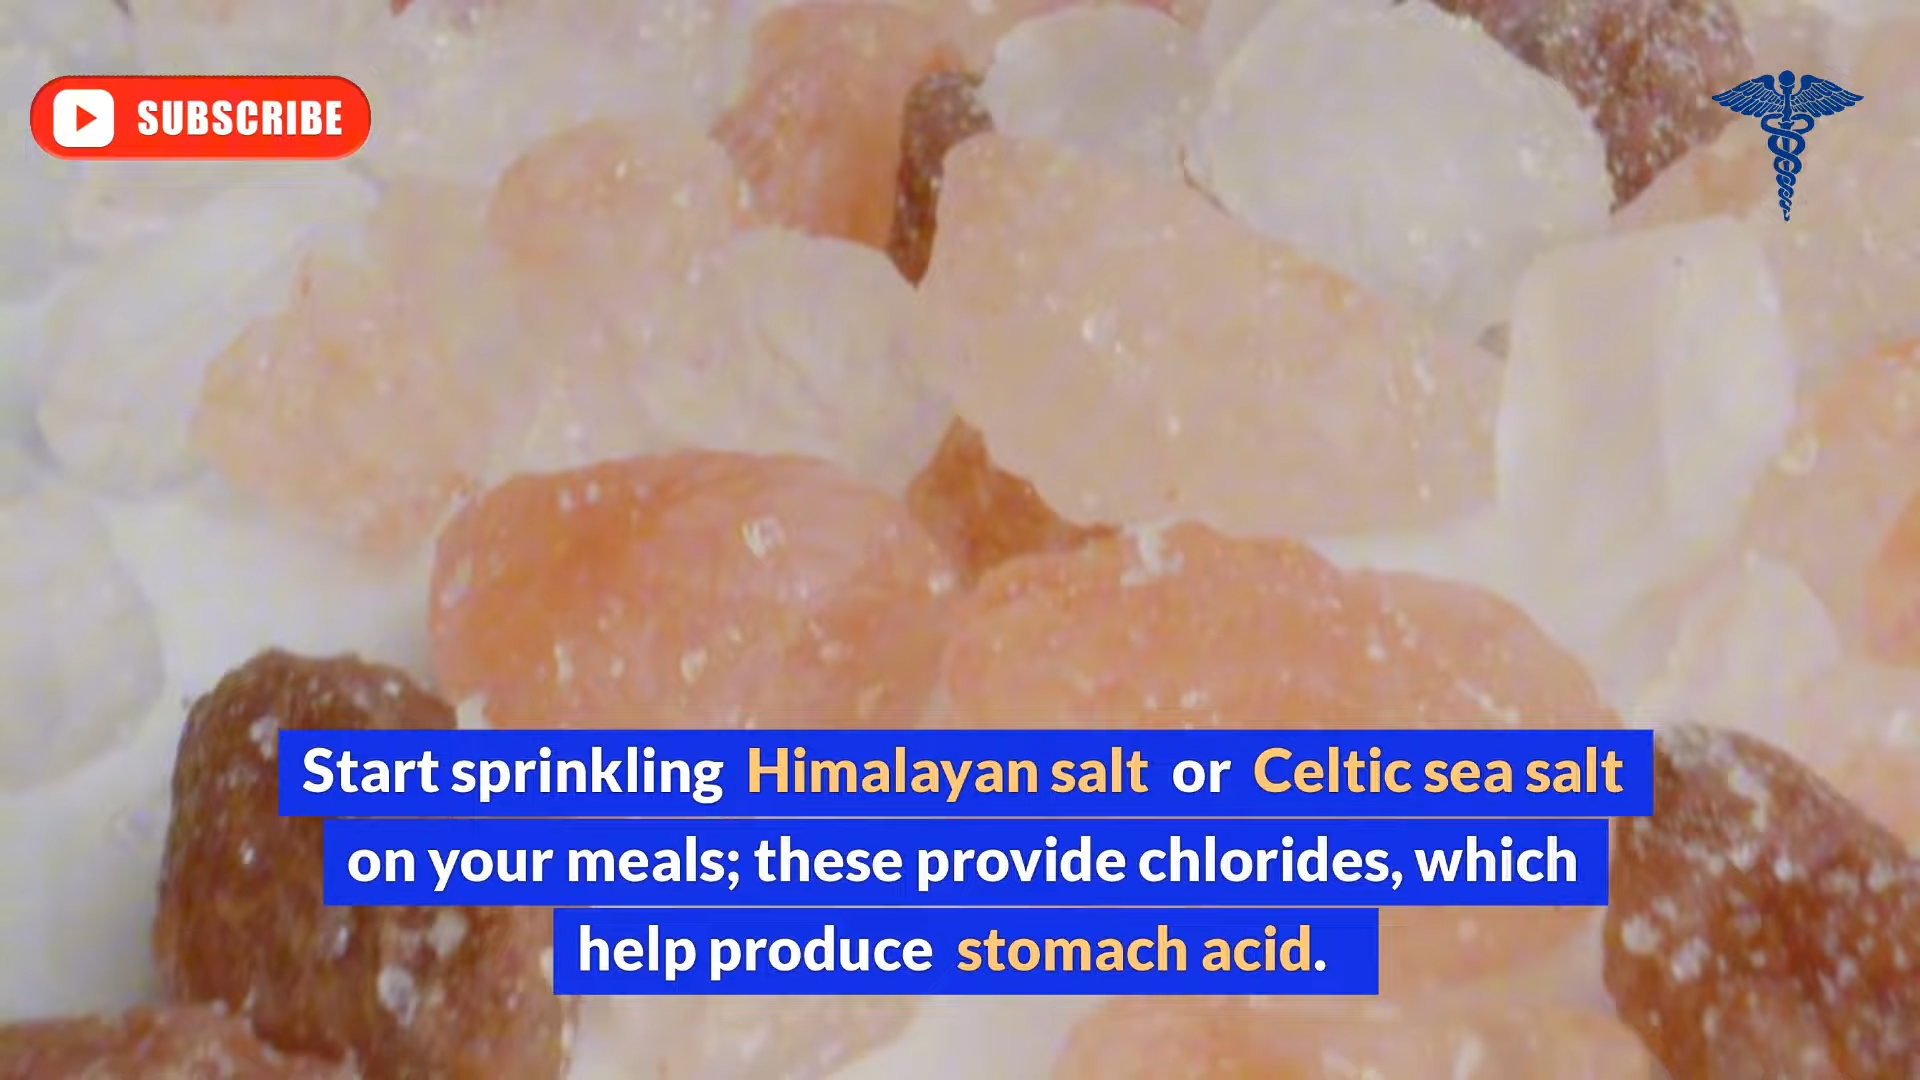 SUBSCRIBE
Start sprinkling Himalayan salt or Celtic sea salt
on your meals; these provide chlorides, which
help produce stomach acid.